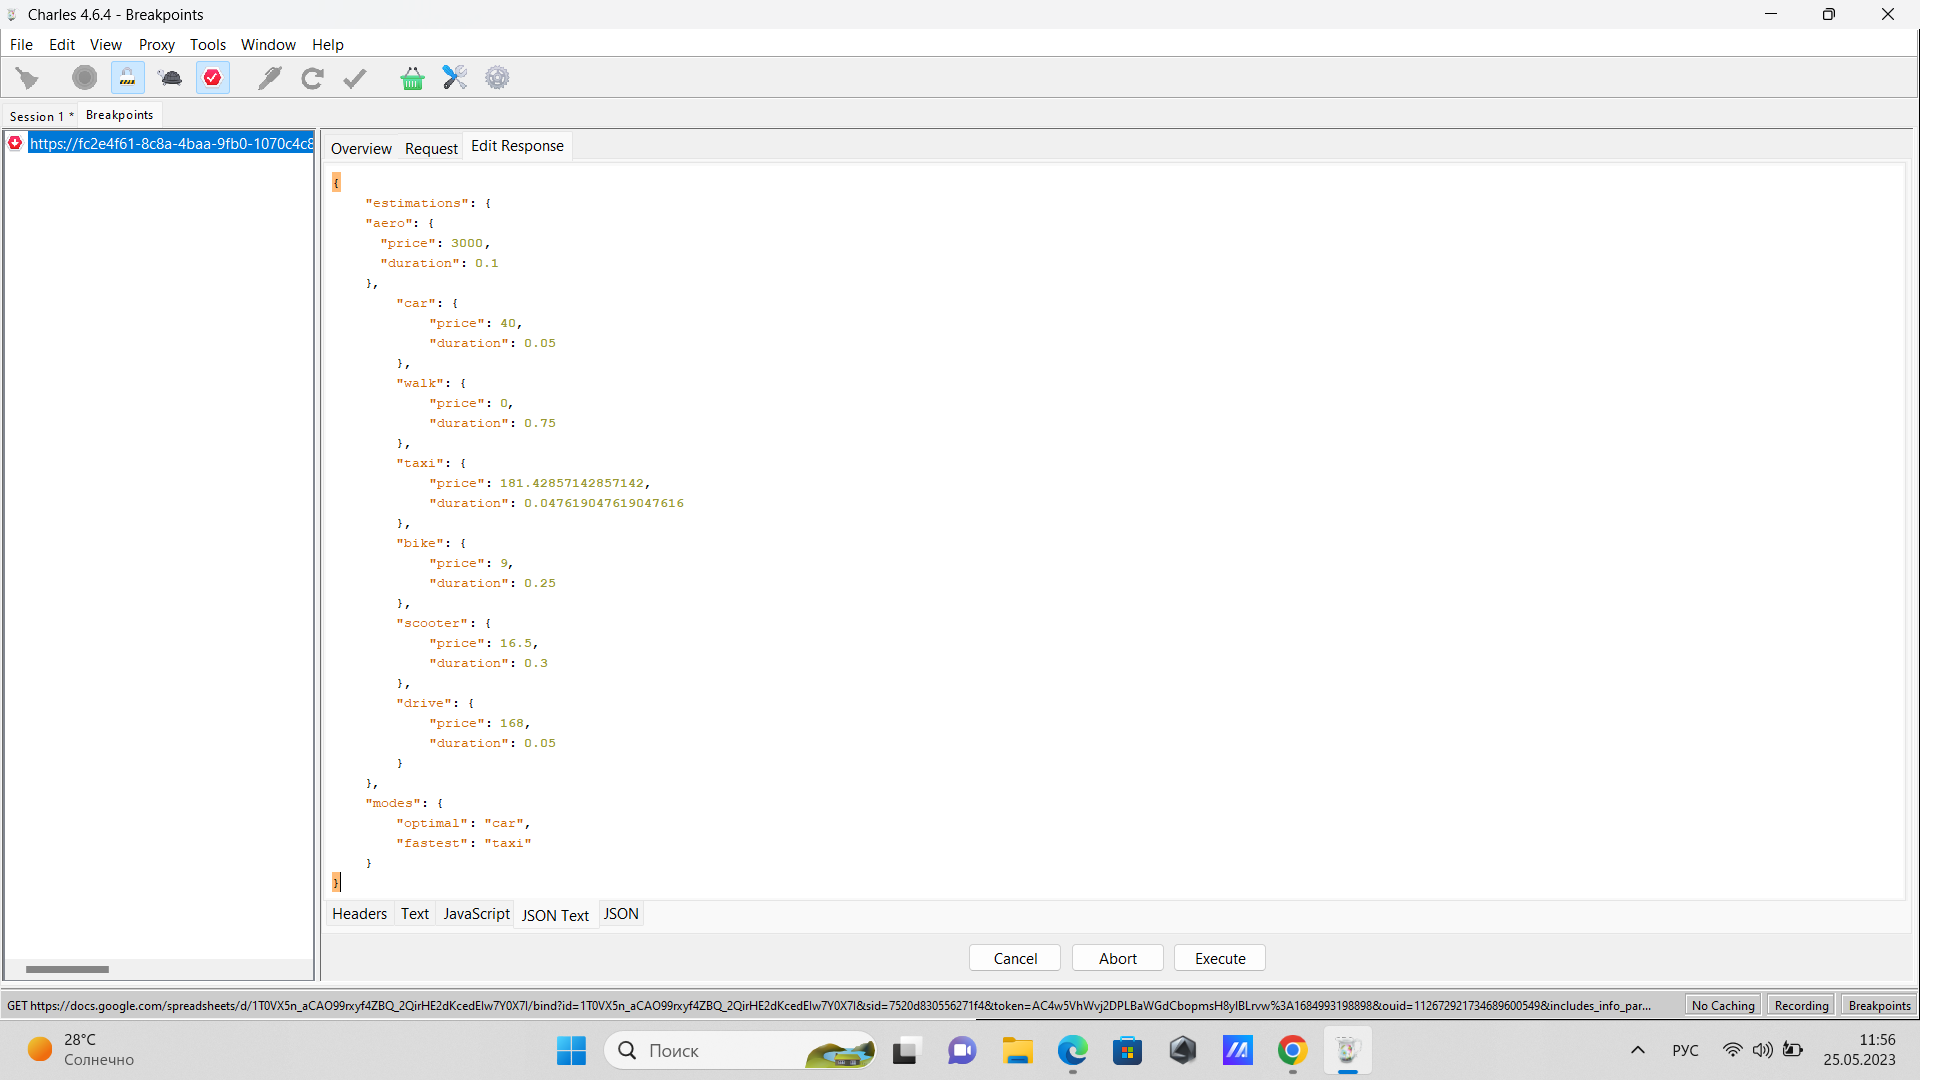 Charles 4.6.4 - Breakpoints
File Edit View Proxy Tools Window Help
Session 1 * Breakpoints
https://fc2e4f61-8c8a-4baa-9fb0-1070c4c8
Overview Request Edit Response
{
"estimations": {
"aero": {
"price": 3000,
"duration": 0.1
},
"car": {
"price": 40,
"duration": 0.05
},
"walk": {
"price": 0,
"duration": 0.75
},
"taxi": {
"price": 181.42857142857142,
"duration": 0.047619047619047616
},
"bike": {
"price": 9,
"duration": 0.25
},
"scooter": {
"price": 16.5,
"duration": 0.3
},
"drive": {
"price": 168,
"duration": 0.05
}
},
"modes": {
"optimal": "car",
"fastest": "taxi"
}
}
Headers Text JavaScript JSON Text JSON
Cancel Abort Execute
GET https://docs.google.com/spreadsheets/d/1T0VX5n_aCAO99rxyf4ZBQ_2QirHE2dKcedEIw7Y0X7I/bind?id=1T0VX5n_aCAO99rxyf4ZBQ_2QirHE2dKcedEIw7Y0X7I&sid=7520d830556271f4&token=AC4w5VhWvj2DPLBaWGdCbopmsH8yIBLrvw%3A1684993198898&ouid=112672921734689600549&includes_info_par... No Caching Recording Breakpoints
28°C
Солнечно
Поиск
РУС
11:56
25.05.2023